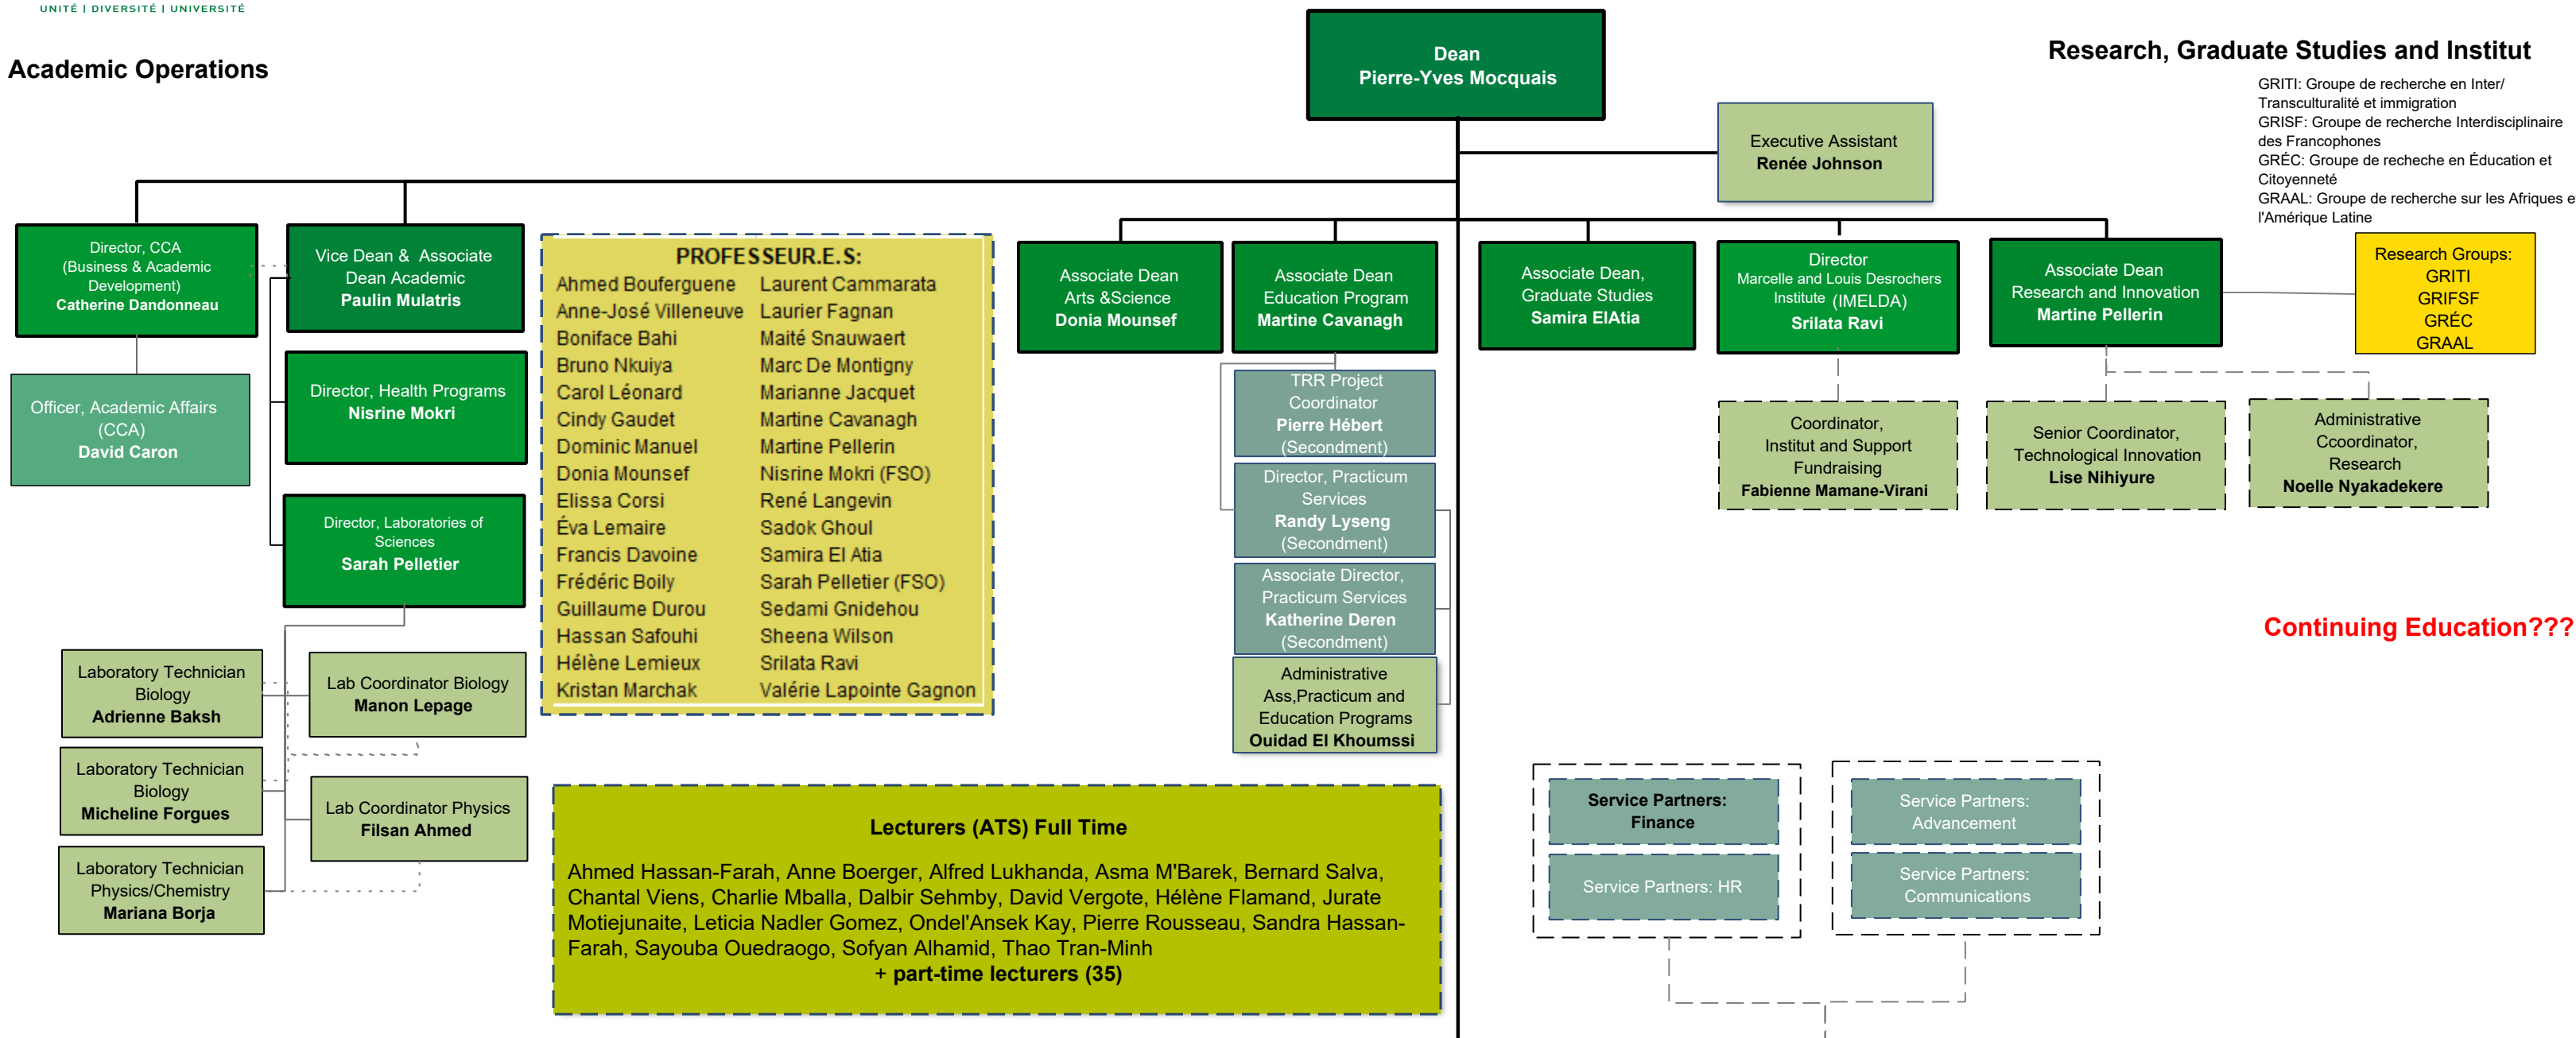 UNITÉ | DIVERSITÉ | UNIVERSITÉ
Academic Operations
Dean
Pierre-Yves Mocquais
Research, Graduate Studies and Institut
GRITI: Groupe de recherche en Inter/
Transculturalité et immigration
GRISF: Groupe de recherche Interdisciplinaire
des Francophones
GRÉC: Groupe de recheche en Éducation et
Citoyenneté
GRAAL: Groupe de recherche sur les Afriques e
l'Amérique Latine
Executive Assistant
Renée Johnson
Director, CCA
(Business & Academic
Development)
Catherine Dandonneau
Vice Dean & Associate
Dean Academic
Paulin Mulatris
Officer, Academic Affairs
(CCA)
David Caron
Director, Health Programs
Nisrine Mokri
Director, Laboratories of
Sciences
Sarah Pelletier
Laboratory Technician
Biology
Adrienne Baksh
Lab Coordinator Biology
Manon Lepage
Laboratory Technician
Biology
Micheline Forgues
Lab Coordinator Physics
Filsan Ahmed
Laboratory Technician
Physics/Chemistry
Mariana Borja
PROFESSEUR.E.S:
Ahmed Bouferguene Laurent Cammarata
Anne-José Villeneuve Laurier Fagnan
Boniface Bahi Maité Snauwaert
Bruno Nkuiya Marc De Montigny
Carol Léonard Marianne Jacquet
Cindy Gaudet Martine Cavanagh
Dominic Manuel Martine Pellerin
Donia Mounsef Nisrine Mokri (FSO)
Elissa Corsi René Langevin
Éva Lemaire Sadok Ghoul
Francis Davoine Samira El Atia
Frédéric Boily Sarah Pelletier (FSO)
Guillaume Durou Sedami Gnidehou
Hassan Safouhi Sheena Wilson
Hélène Lemieux Srilata Ravi
Kristan Marchak Valérie Lapointe Gagnon
Lecturers (ATS) Full Time
Ahmed Hassan-Farah, Anne Boerger, Alfred Lukhanda, Asma M'Barek, Bernard Salva,
Chantal Viens, Charlie Mballa, Dalbir Sehmby, David Vergote, Hélène Flamand, Jurate
Motiejunaite, Leticia Nadler Gomez, Ondel'Ansek Kay, Pierre Rousseau, Sandra Hassan-
Farah, Sayouba Ouedraogo, Sofyan Alhamid, Thao Tran-Minh
+ part-time lecturers (35)
Associate Dean
Arts &Science
Donia Mounsef
Associate Dean
Education Program
Martine Cavanagh
TRR Project
Coordinator
Pierre Hébert
(Secondment)
Director, Practicum
Services
Randy Lyseng
(Secondment)
Associate Director,
Practicum Services
Katherine Deren
(Secondment)
Administrative
Ass,Practicum and
Education Programs
Ouidad El Khoumssi
Associate Dean,
Graduate Studies
Samira ElAtia
Director
Marcelle and Louis Desrochers
Institute (IMELDA)
Srilata Ravi
Associate Dean
Research and Innovation
Martine Pellerin
Research Groups:
GRITI
GRIFSF
GRÉC
GRAAL
Coordinator,
Institut and Support
Fundraising
Fabienne Mamane-Virani
Senior Coordinator,
Technological Innovation
Lise Nihiyure
Administrative
Ccoordinator,
Research
Noelle Nyakadekere
Continuing Education???
Service Partners:
Finance
Service Partners: HR
Service Partners:
Advancement
Service Partners:
Communications